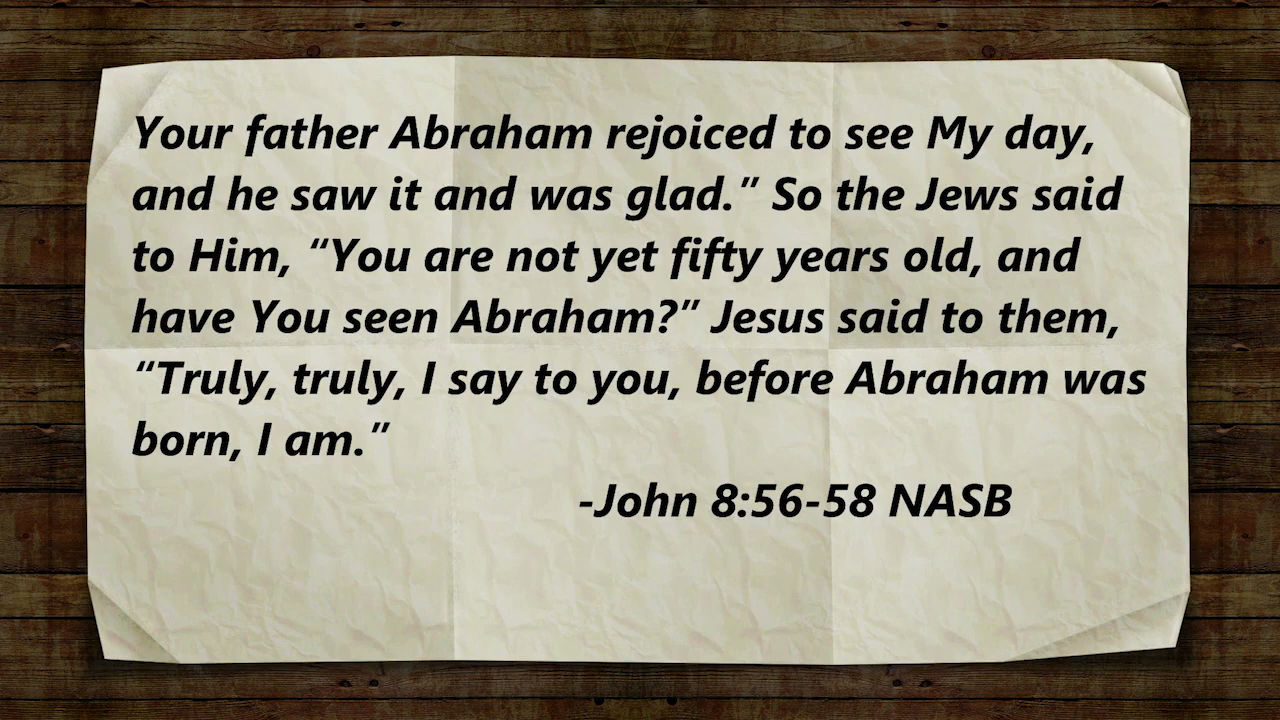 Your father Abraham rejoiced to see My day,
and he saw it and was glad.” So the Jews said
to Him, “You are not yet fifty years old, and
have You seen Abraham?” Jesus said to them,
“Truly, truly, I say to you, before Abraham was
born, I am.”
-John 8:56-58 NASB